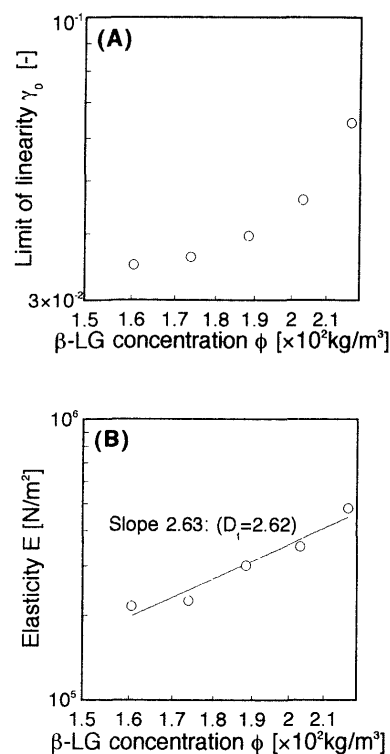 (A)
10⁻¹
Limit of linearity γ₀ [-]
3×10⁻²
1.5 1.6 1.7 1.8 1.9 2 2.1
β-LG concentration ϕ [×10²kg/m³]
(B)
10⁶
Elasticity E [N/m²]
Slope 2.63: (D_f=2.62)
10⁵
1.5 1.6 1.7 1.8 1.9 2 2.1
β-LG concentration ϕ [×10²kg/m³]